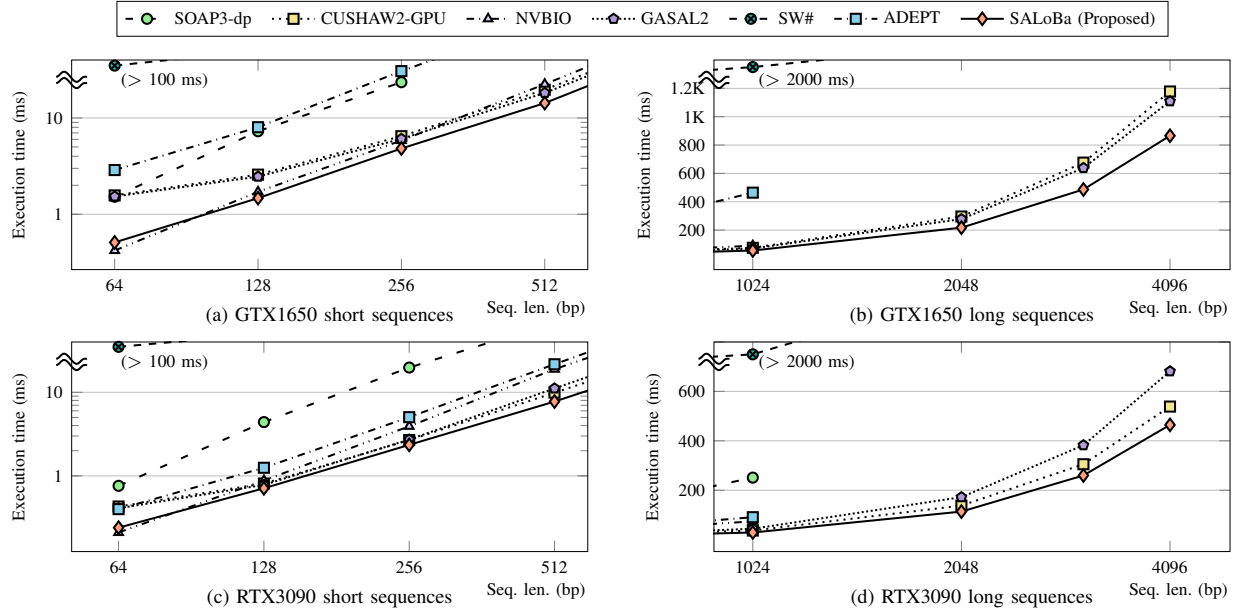 SOAP3-dp CUSHAW2-GPU NVBIO GASAL2 SW# ADEPT SALoBa (Proposed)
(> 100 ms)
10
1
Execution time (ms)
64 128 256 512
Seq. len. (bp)
(a) GTX1650 short sequences
(> 2000 ms)
1.2K
1K
800
600
400
200
Execution time (ms)
1024 2048 4096
Seq. len. (bp)
(b) GTX1650 long sequences
(> 100 ms)
10
1
Execution time (ms)
64 128 256 512
Seq. len. (bp)
(c) RTX3090 short sequences
(> 2000 ms)
600
400
200
Execution time (ms)
1024 2048 4096
Seq. len. (bp)
(d) RTX3090 long sequences